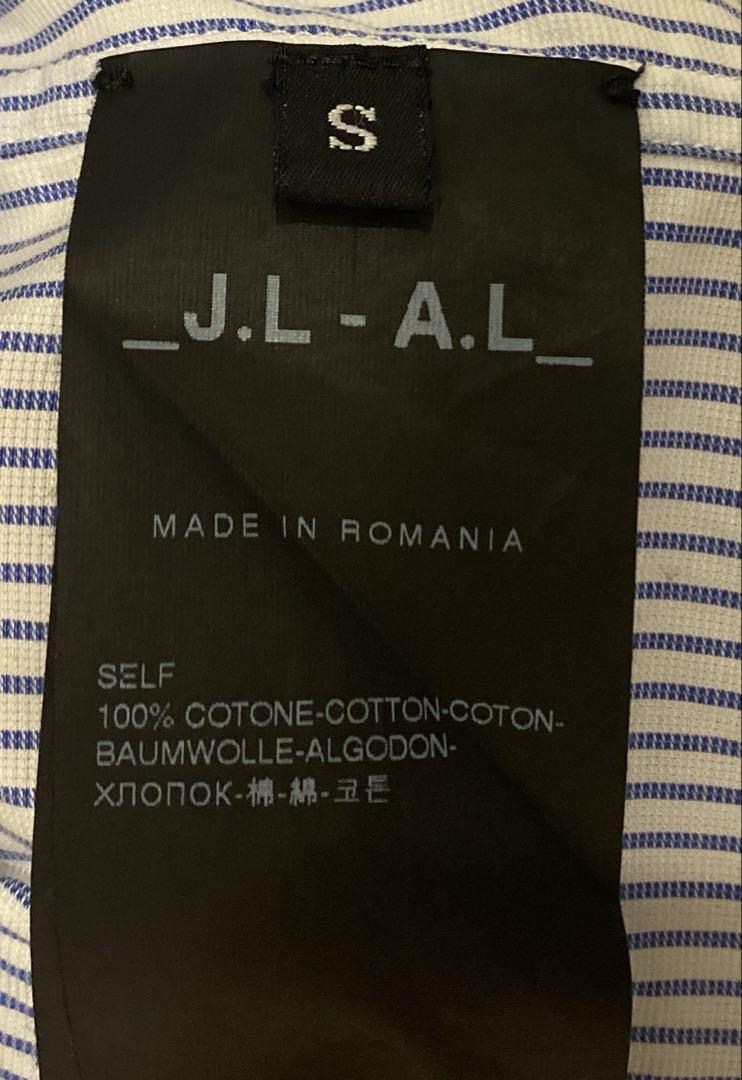 S
_J.L - A.L_
MADE IN ROMANIA
SELF
100% COTONE-COTTON-COTON-
BAUMWOLLE-ALGODON-
ХЛОПОК-棉-綿-코튼